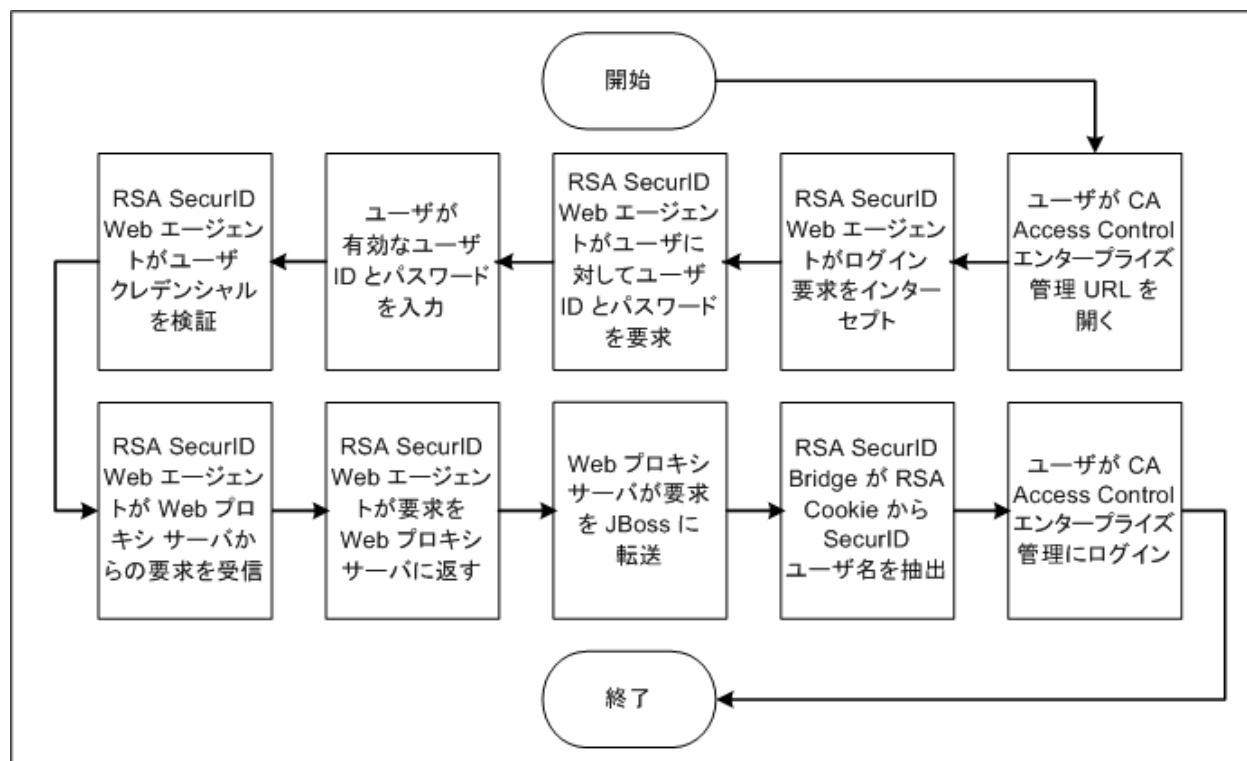 開始
ユーザが CA
Access Control
エンタープライズ
管理 URL を
開く
RSA SecurID
Web エージェン
トがログイン
要求をインター
セプト
RSA SecurID
Web エージェン
トがユーザに
対してユーザ
ID とパスワード
を要求
ユーザが
有効なユーザ
ID とパスワード
を入力
RSA SecurID
Web エージェン
トがユーザ
クレデンシャル
を検証
RSA SecurID
Web エージェン
トが Web プロ
キシ サーバか
らの要求を受信
RSA SecurID
Web エージェン
トが要求を
Web プロキシ
サーバに返す
Web プロキシ
サーバが要求
を JBoss に
転送
RSA SecurID
Bridge が RSA
Cookie から
SecurID
ユーザ名を抽出
ユーザが CA
Access Control
エンタープライズ
管理にログイン
終了